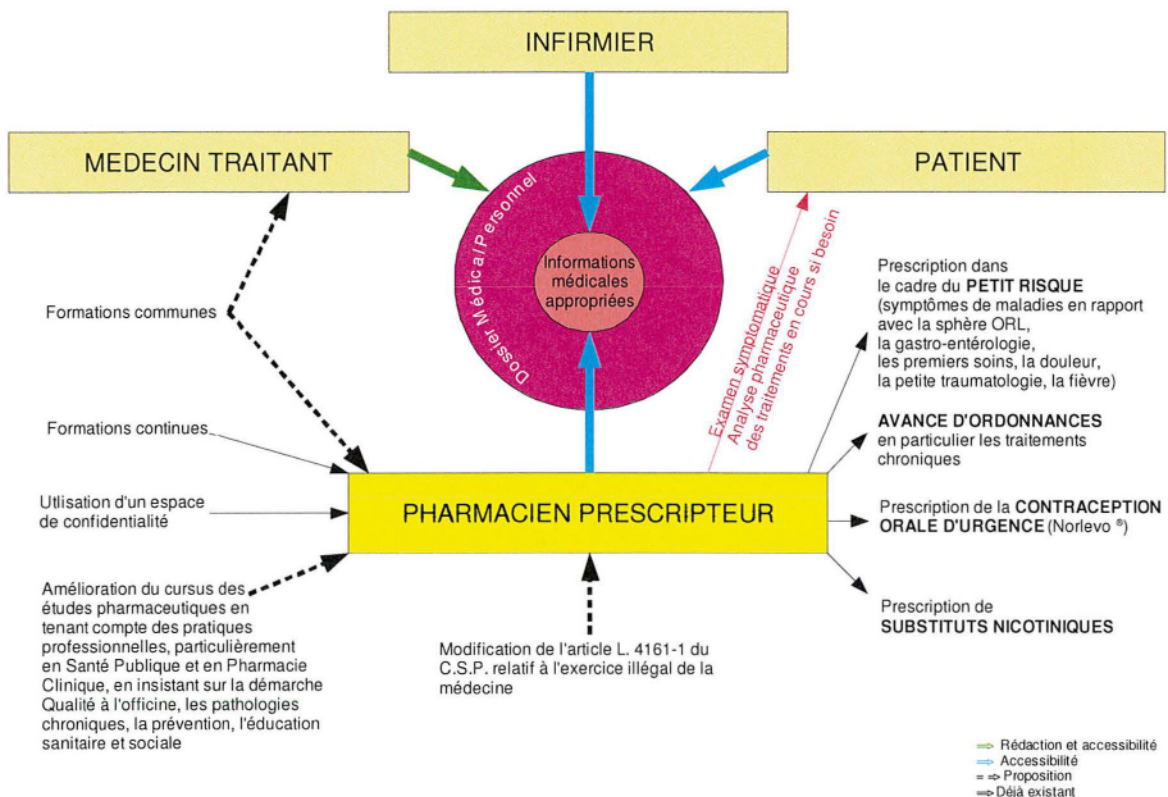 INFIRMIER
MEDECIN TRAITANT
PATIENT
Dossier Médical Personnel
Informations
médicales
appropriées
Examen symptomatique
Analyse pharmaceutique
des traitements en cours si besoin
Prescription dans
le cadre du PETIT RISQUE
(symptômes de maladies en rapport
avec la sphère ORL,
la gastro-entérologie,
les premiers soins, la douleur,
la petite traumatologie, la fièvre)
Formations communes
AVANCE D'ORDONNANCES
en particulier les traitements
chroniques
Formations continues
Utlisation d'un espace
de confidentialité
PHARMACIEN PRESCRIPTEUR
Prescription de la CONTRACEPTION
ORALE D'URGENCE (Norlevo ®)
Prescription de
SUBSTITUTS NICOTINIQUES
Amélioration du cursus des
études pharmaceutiques en
tenant compte des pratiques
professionnelles, particulièrement
en Santé Publique et en Pharmacie
Clinique, en insistant sur la démarche
Qualité à l'officine, les pathologies
chroniques, la prévention, l'éducation
sanitaire et sociale
Modification de l'article L. 4161-1 du
C.S.P. relatif à l'exercice illégal de la
médecine
Rédaction et accessibilité
Accessibilité
Proposition
Déjà existant